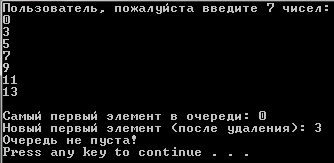 Пользователь, пожалуйста введите 7 чисел:
0
3
5
7
9
11
13
Самый первый элемент в очереди: 0
Новый первый элемент (после удаления): 3
Очередь не пуста!
Press any key to continue . . .